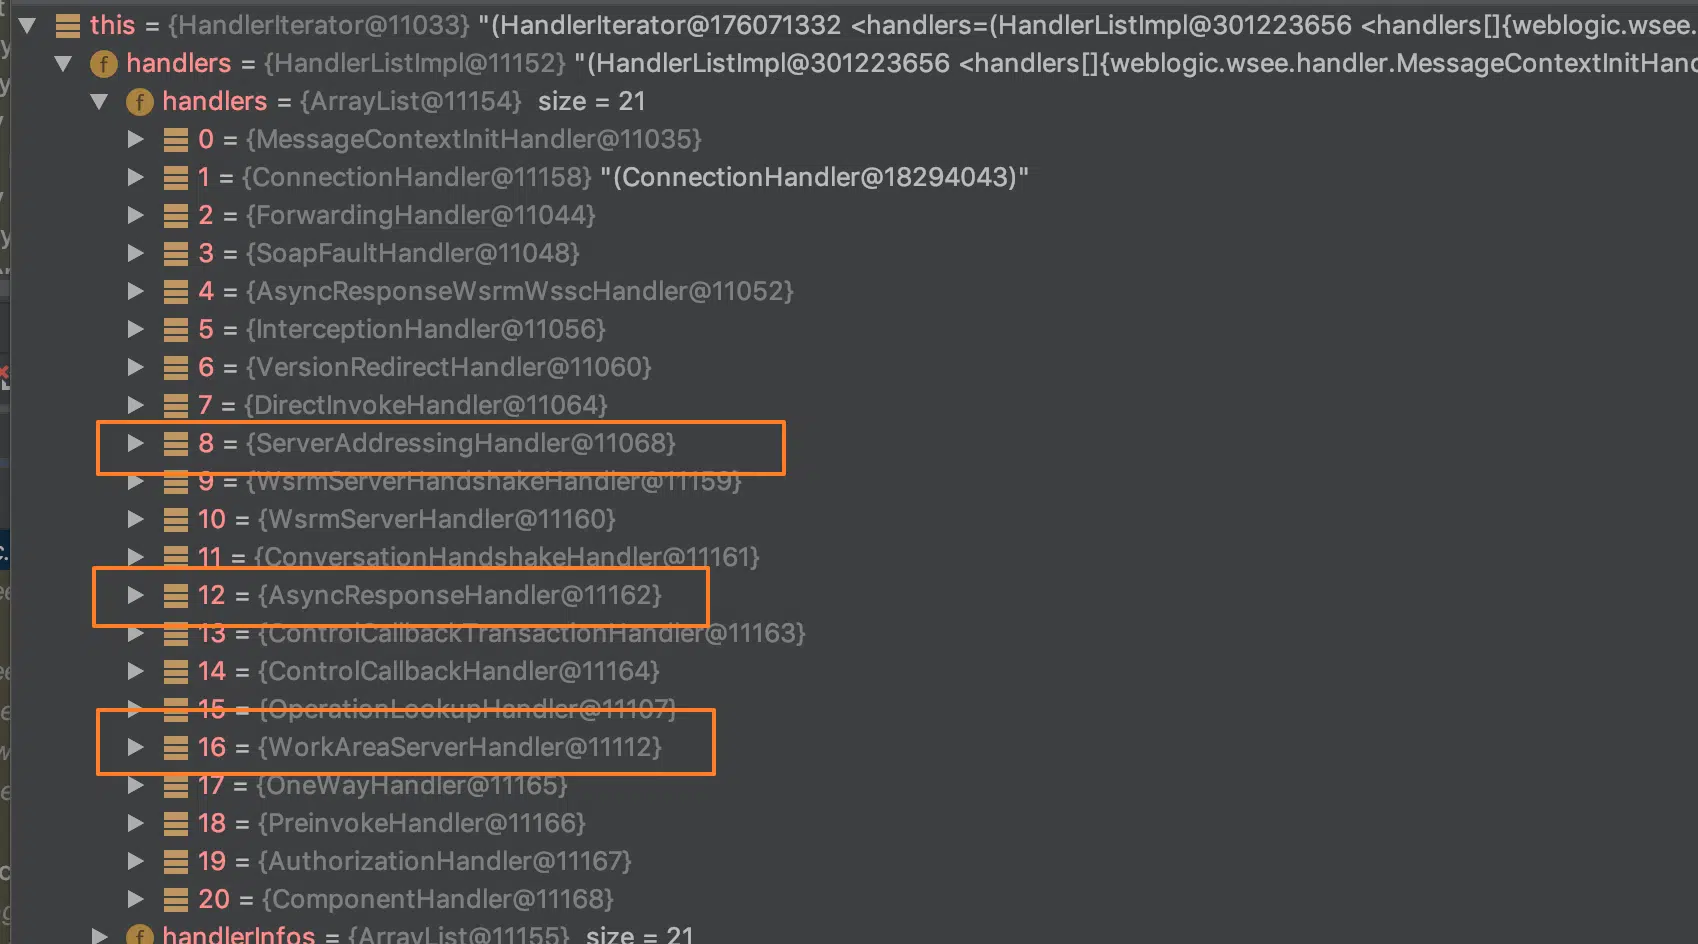 this = {HandlerIterator@11033} "(HandlerIterator@176071332 <handlers=(HandlerListImpl@301223656 <handlers[]{weblogic.wsee.
handlers = {HandlerListImpl@11152} "(HandlerListImpl@301223656 <handlers[]{weblogic.wsee.handler.MessageContextInitHand
handlers = {ArrayList@11154} size = 21
0 = {MessageContextInitHandler@11035}
1 = {ConnectionHandler@11158} "(ConnectionHandler@18294043)"
2 = {ForwardingHandler@11044}
3 = {SoapFaultHandler@11048}
4 = {AsyncResponseWsrmWsscHandler@11052}
5 = {InterceptionHandler@11056}
6 = {VersionRedirectHandler@11060}
7 = {DirectInvokeHandler@11064}
8 = {ServerAddressingHandler@11068}
9 = {WsrmServerHandshakeHandler@11159}
10 = {WsrmServerHandler@11160}
11 = {ConversationHandshakeHandler@11161}
12 = {AsyncResponseHandler@11162}
13 = {ControlCallbackTransactionHandler@11163}
14 = {ControlCallbackHandler@11164}
15 = {OperationLookupHandler@11107}
16 = {WorkAreaServerHandler@11112}
17 = {OneWayHandler@11165}
18 = {PreinvokeHandler@11166}
19 = {AuthorizationHandler@11167}
20 = {ComponentHandler@11168}
handlerInfos = {ArrayList@11155} size = 21